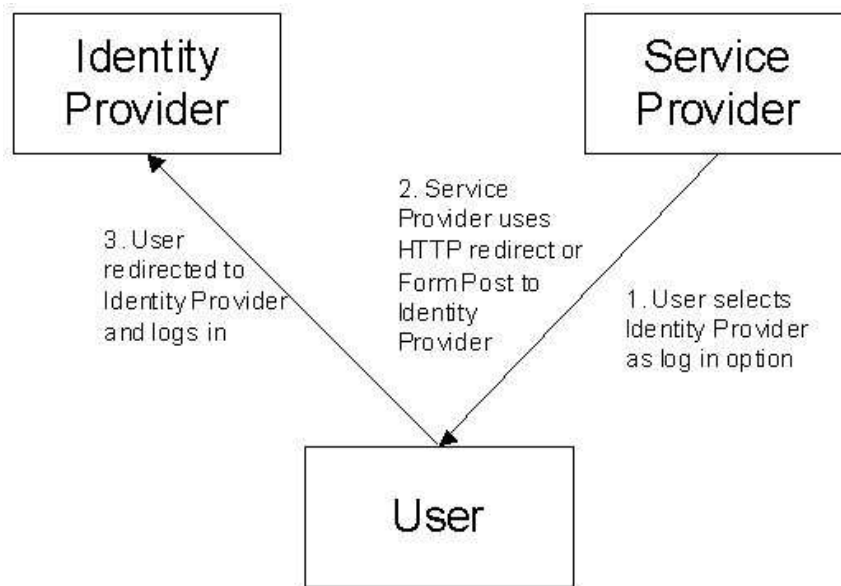 Identity
Provider
Service
Provider
2. Service
Provider uses
HTTP redirect or
Form Post to
Identity
Provider
3. User
redirected to
Identity Provider
and logs in
1. User selects
Identity Provider
as log in option
User